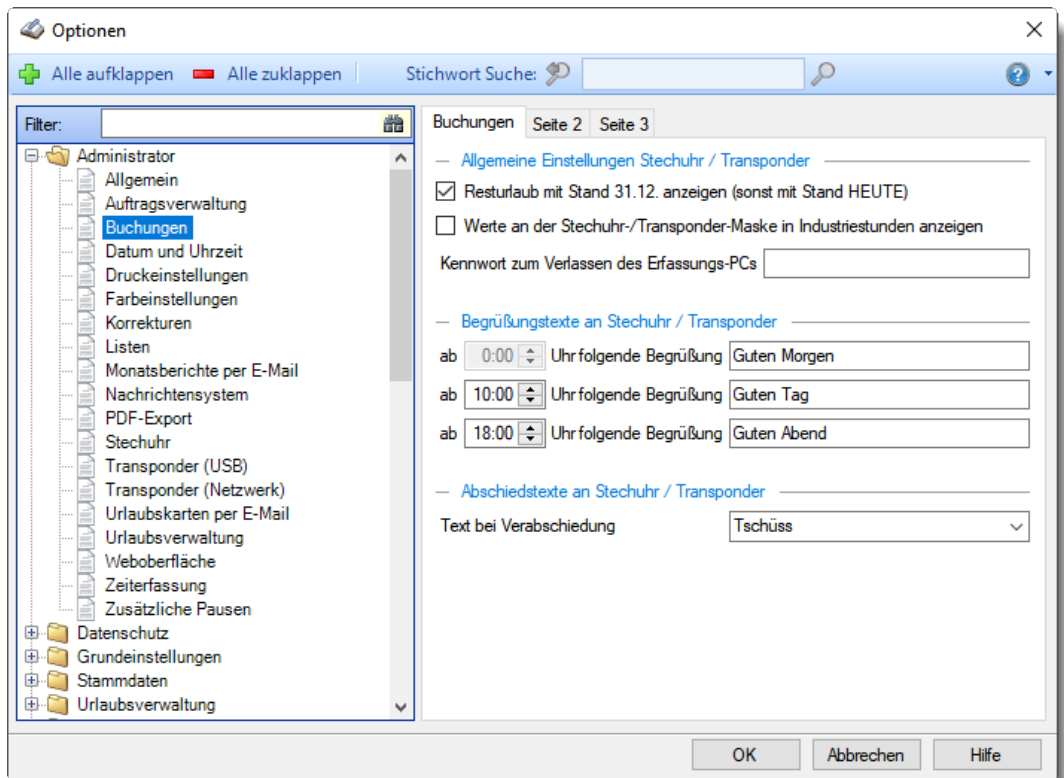 Optionen
Alle aufklappen Alle zuklappen Stichwort Suche:
Filter:
Administrator
Allgemein
Auftragsverwaltung
Buchungen
Datum und Uhrzeit
Druckeinstellungen
Farbeinstellungen
Korrekturen
Listen
Monatsberichte per E-Mail
Nachrichtensystem
PDF-Export
Stechuhr
Transponder (USB)
Transponder (Netzwerk)
Urlaubskarten per E-Mail
Urlaubsverwaltung
Weboberfläche
Zeiterfassung
Zusätzliche Pausen
Datenschutz
Grundeinstellungen
Stammdaten
Urlaubsverwaltung
Buchungen Seite 2 Seite 3
Allgemeine Einstellungen Stechuhr / Transponder
Resturlaub mit Stand 31.12. anzeigen (sonst mit Stand HEUTE)
Werte an der Stechuhr-/Transponder-Maske in Industriestunden anzeigen
Kennwort zum Verlassen des Erfassungs-PCs
Begrüßungstexte an Stechuhr / Transponder
ab 0:00 Uhr folgende Begrüßung Guten Morgen
ab 10:00 Uhr folgende Begrüßung Guten Tag
ab 18:00 Uhr folgende Begrüßung Guten Abend
Abschiedstexte an Stechuhr / Transponder
Text bei Verabschiedung Tschüss
OK Abbrechen Hilfe